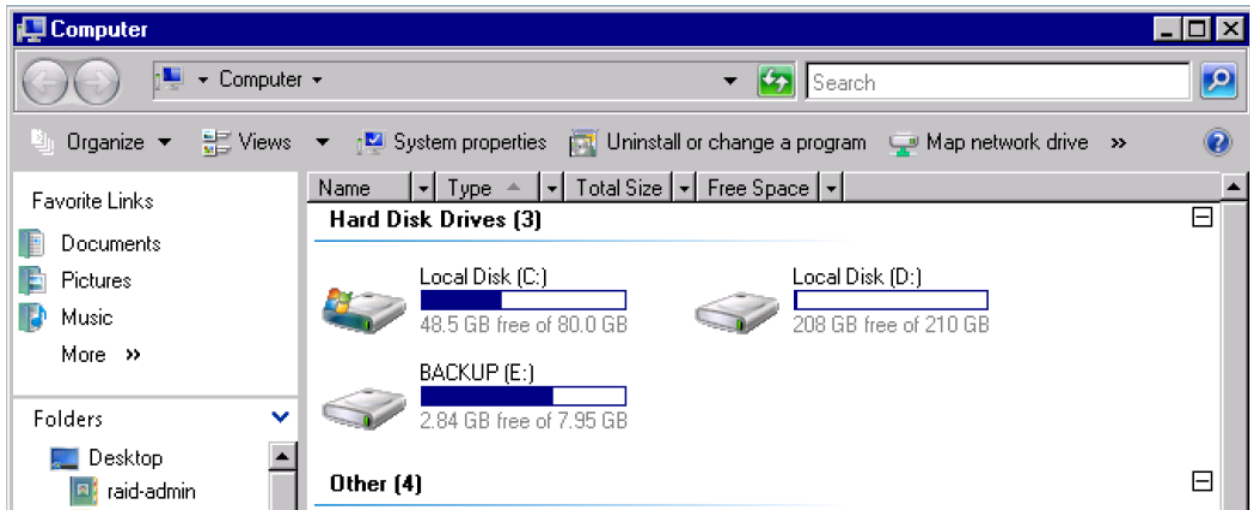 Computer
Computer
Search
Organize Views System properties Uninstall or change a program Map network drive »
Favorite Links
Documents
Pictures
Music
More »
Folders
Desktop
raid-admin
Name Type Total Size Free Space
Hard Disk Drives (3)
Local Disk (C:)
48.5 GB free of 80.0 GB
Local Disk (D:)
208 GB free of 210 GB
BACKUP (E:)
2.84 GB free of 7.95 GB
Other (4)